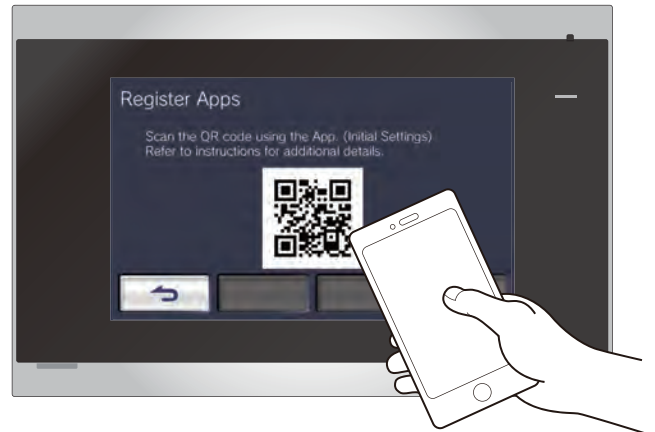 Register Apps
Scan the QR code using the App. (Initial Settings)
Refer to instructions for additional details.